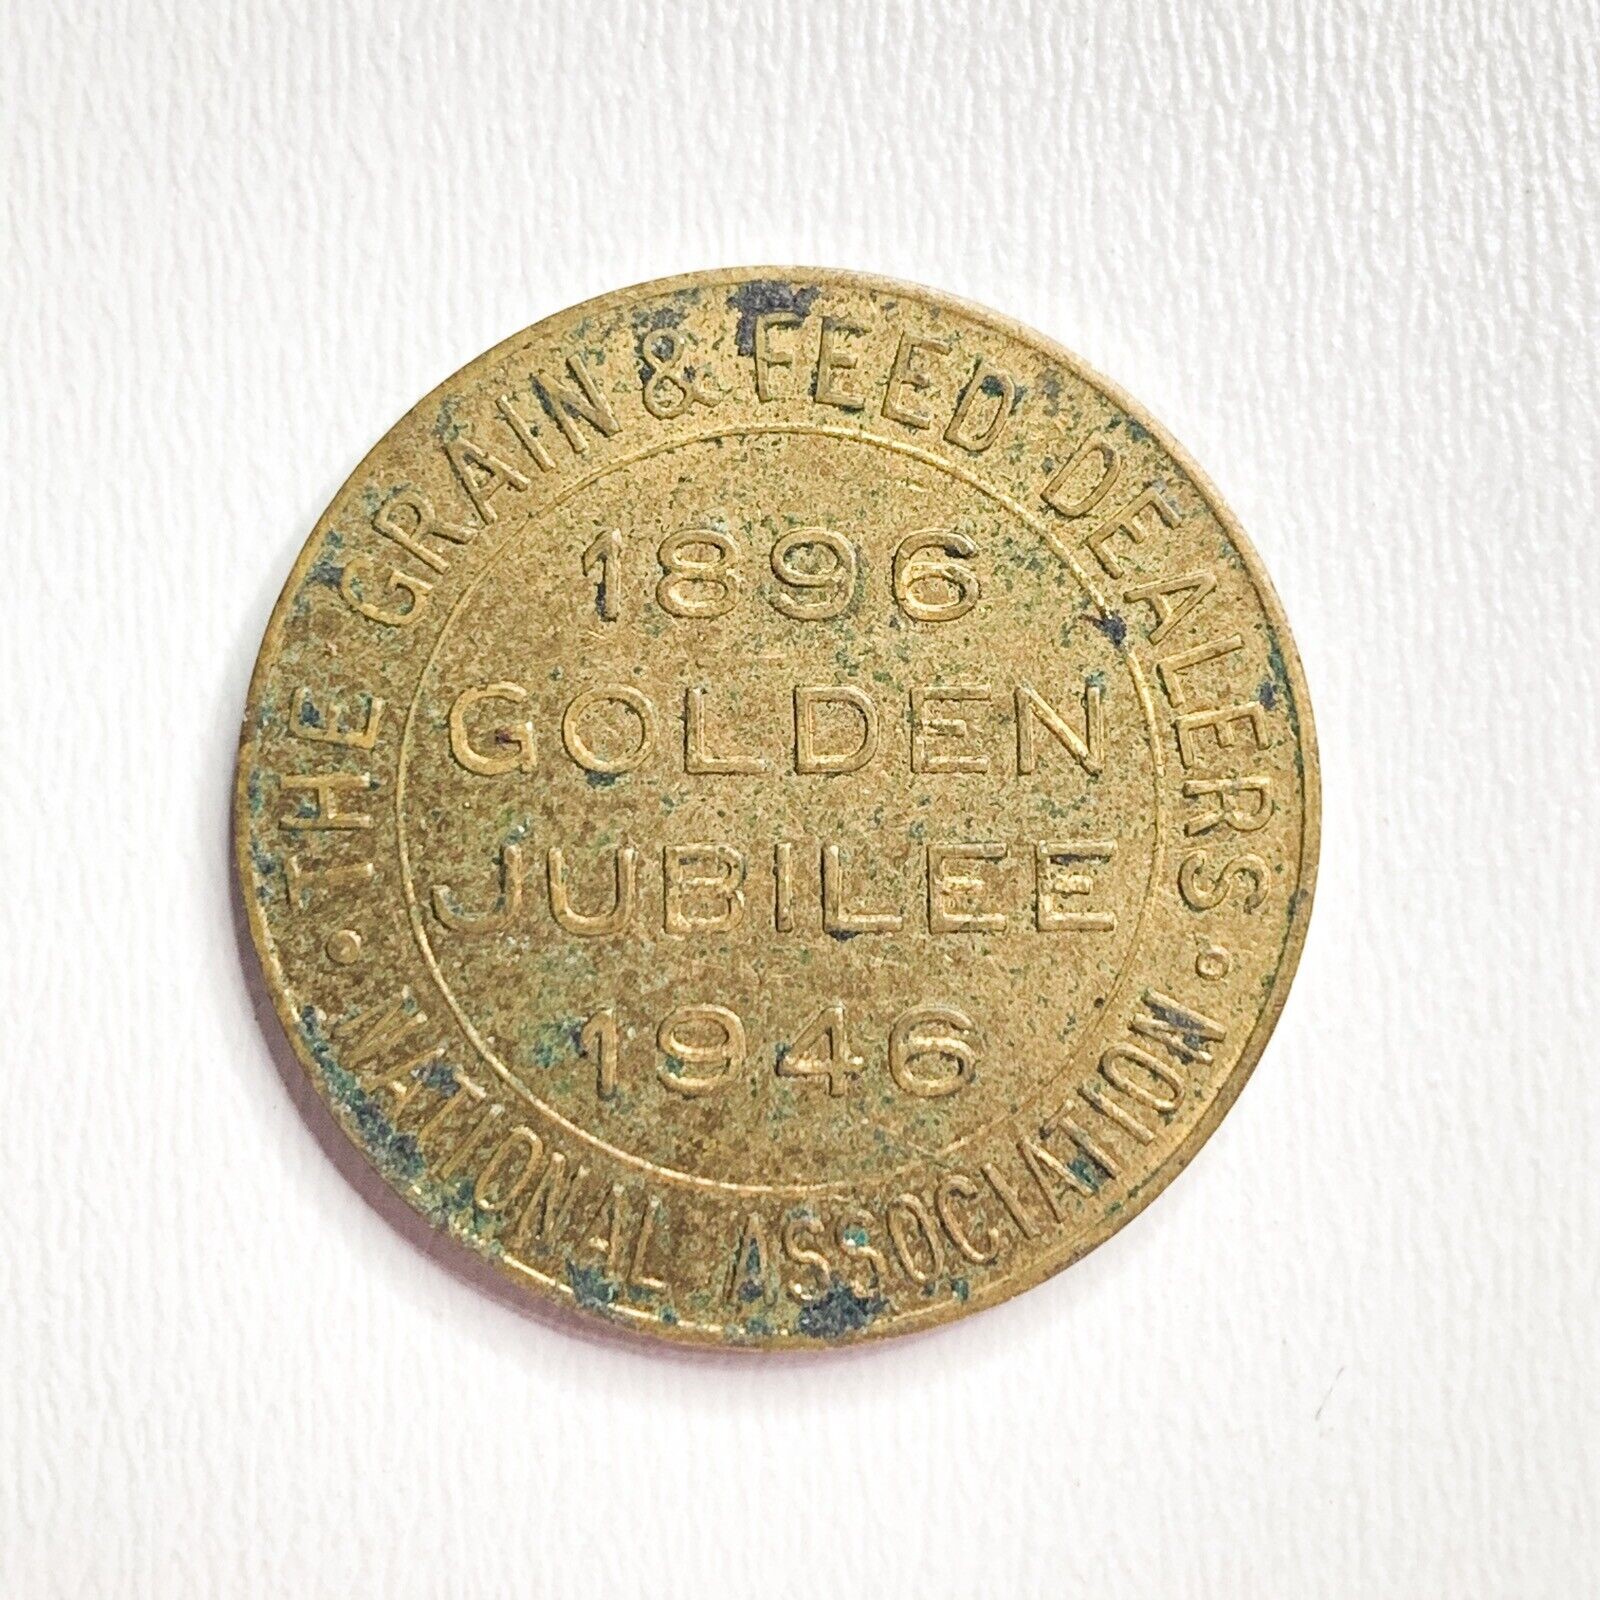 · THE GRAIN & FEED DEALERS ·
NATIONAL ASSOCIATION
1896
GOLDEN
JUBILEE
1946